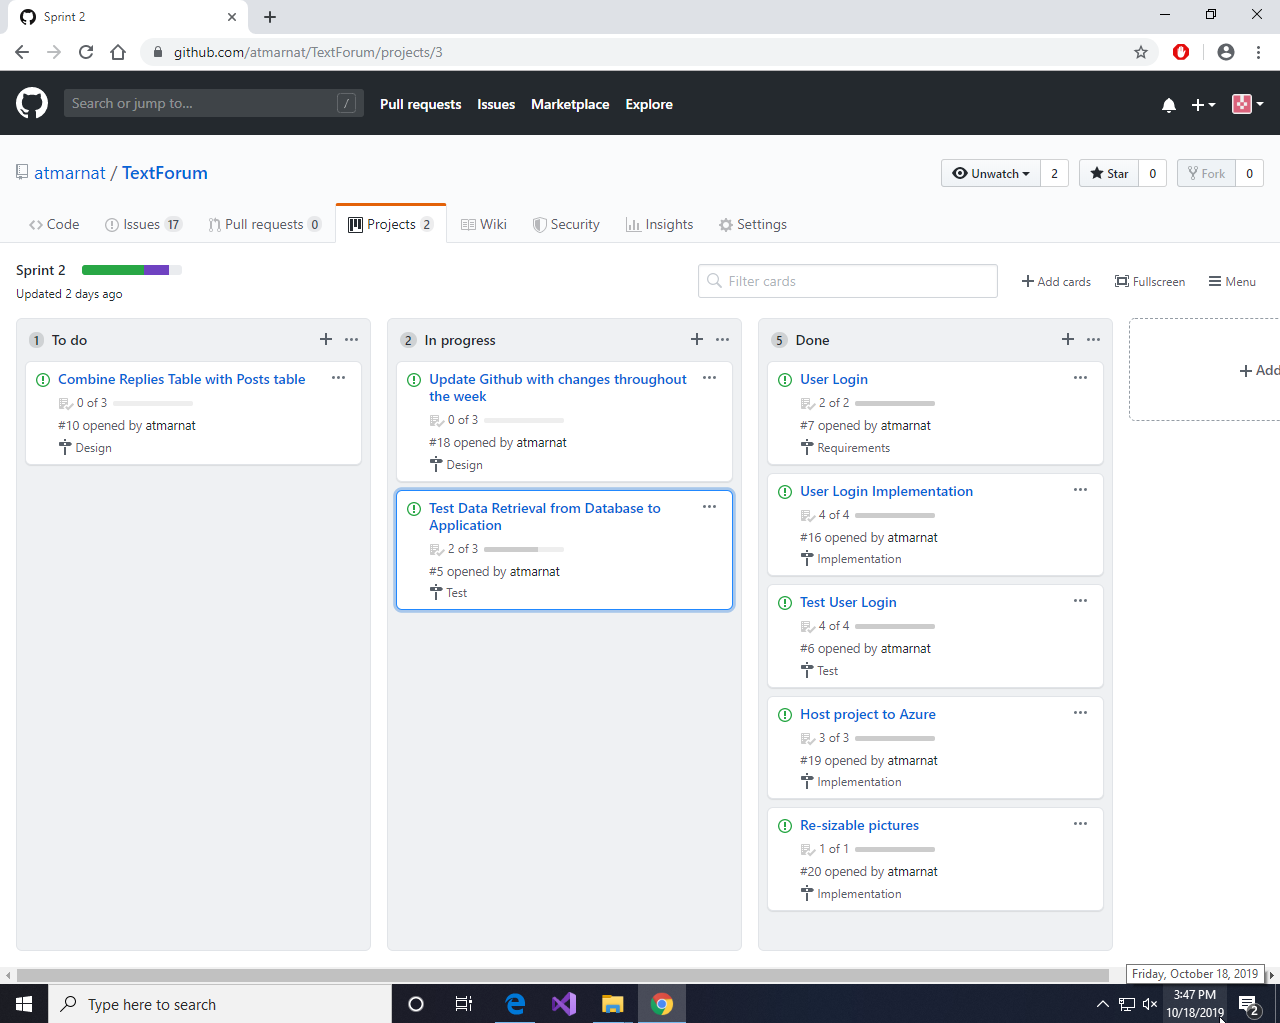 Sprint 2
github.com/atmarnat/TextForum/projects/3
Search or jump to... /
Pull requests Issues Marketplace Explore
atmarnat / TextForum
Unwatch 2 Star 0 Fork 0
Code Issues 17 Pull requests 0 Projects 2 Wiki Security Insights Settings
Sprint 2
Updated 2 days ago
Filter cards
Add cards Fullscreen Menu
1 To do
Combine Replies Table with Posts table
0 of 3
#10 opened by atmarnat
Design
2 In progress
Update Github with changes throughout
the week
0 of 3
#18 opened by atmarnat
Design
Test Data Retrieval from Database to
Application
2 of 3
#5 opened by atmarnat
Test
5 Done
User Login
2 of 2
#7 opened by atmarnat
Requirements
User Login Implementation
4 of 4
#16 opened by atmarnat
Implementation
Test User Login
4 of 4
#6 opened by atmarnat
Test
Host project to Azure
3 of 3
#19 opened by atmarnat
Implementation
Re-sizable pictures
1 of 1
#20 opened by atmarnat
Implementation
Add
Friday, October 18, 2019
Type here to search
3:47 PM
10/18/2019
2